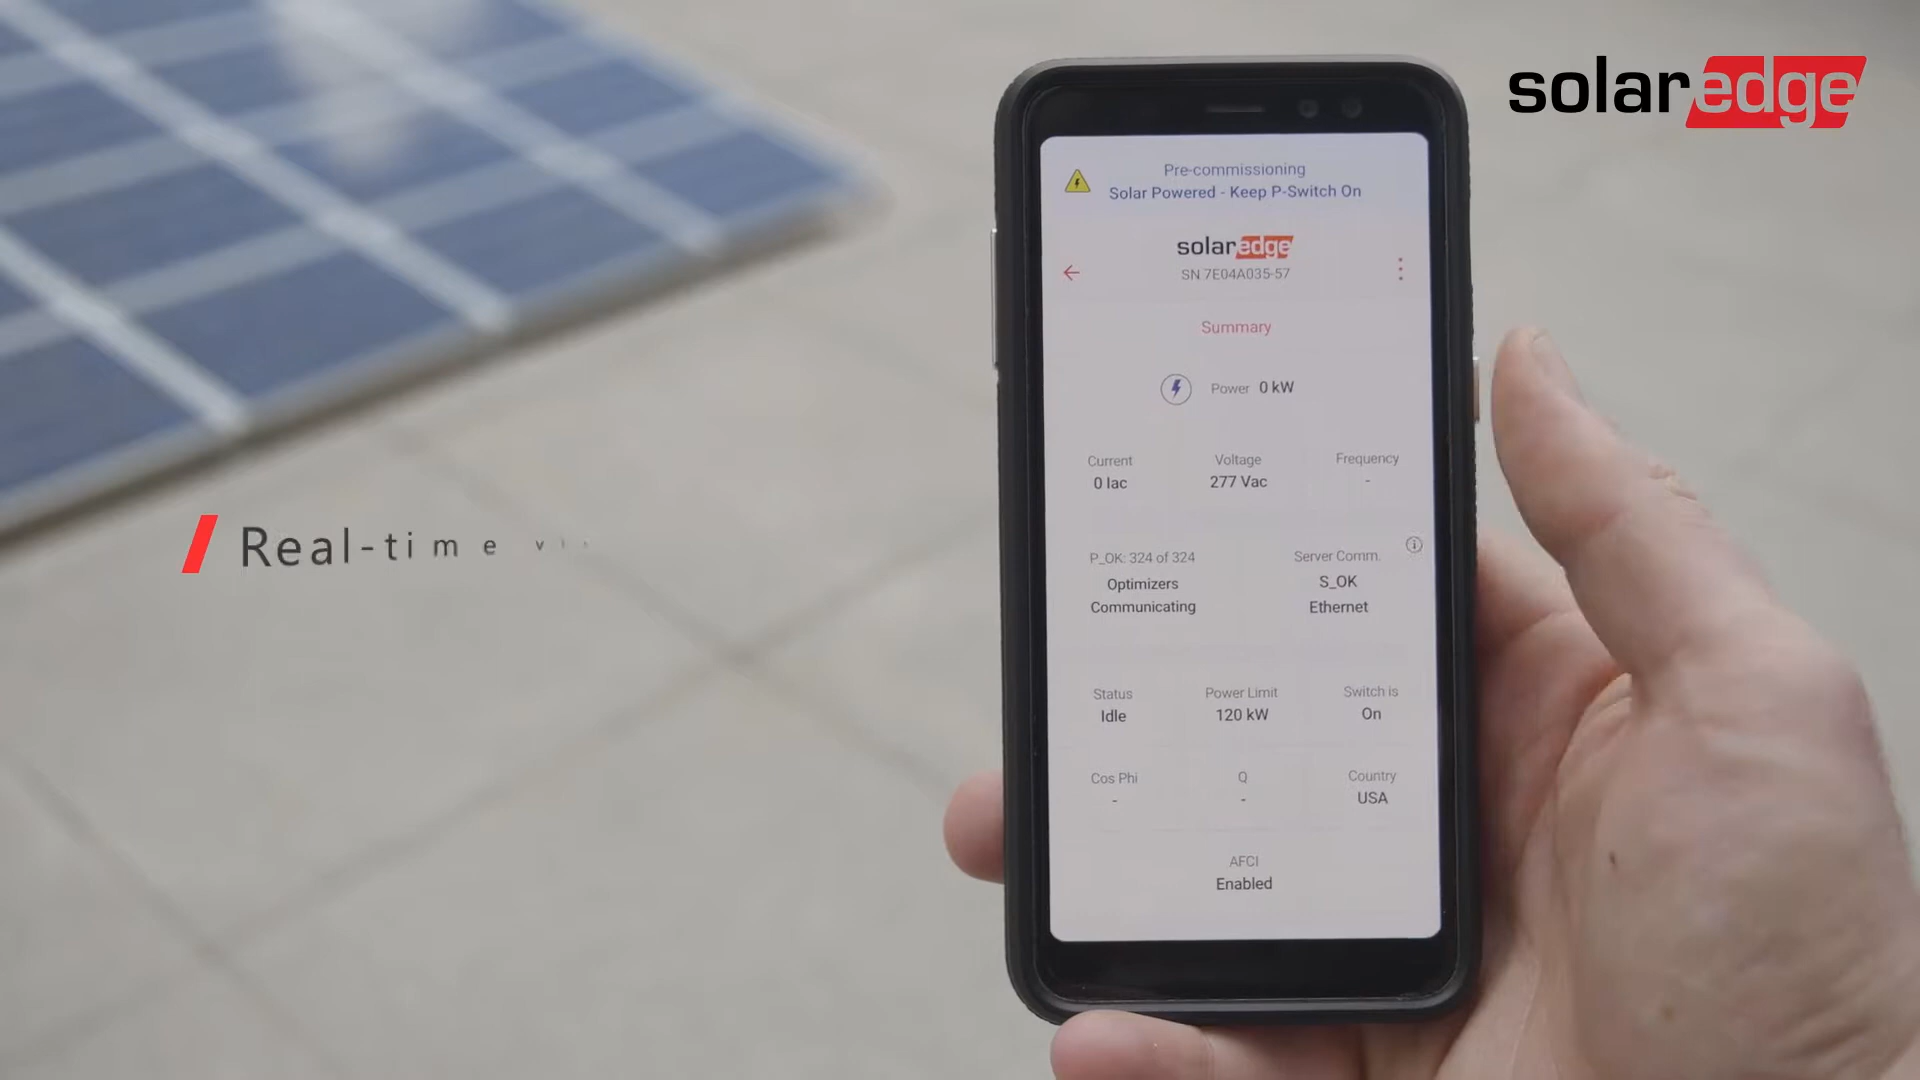 solaredge
Real-time
Pre-commissioning
Solar Powered - Keep P-Switch On
solaredge
SN 7E04A035-57
Summary
Power 0 kW
Current Voltage Frequency
0 Iac 277 Vac -
P_OK: 324 of 324 Server Comm.
Optimizers S_OK
Communicating Ethernet
Status Power Limit Switch is
Idle 120 kW On
Cos Phi Q Country
- - USA
AFCI
Enabled